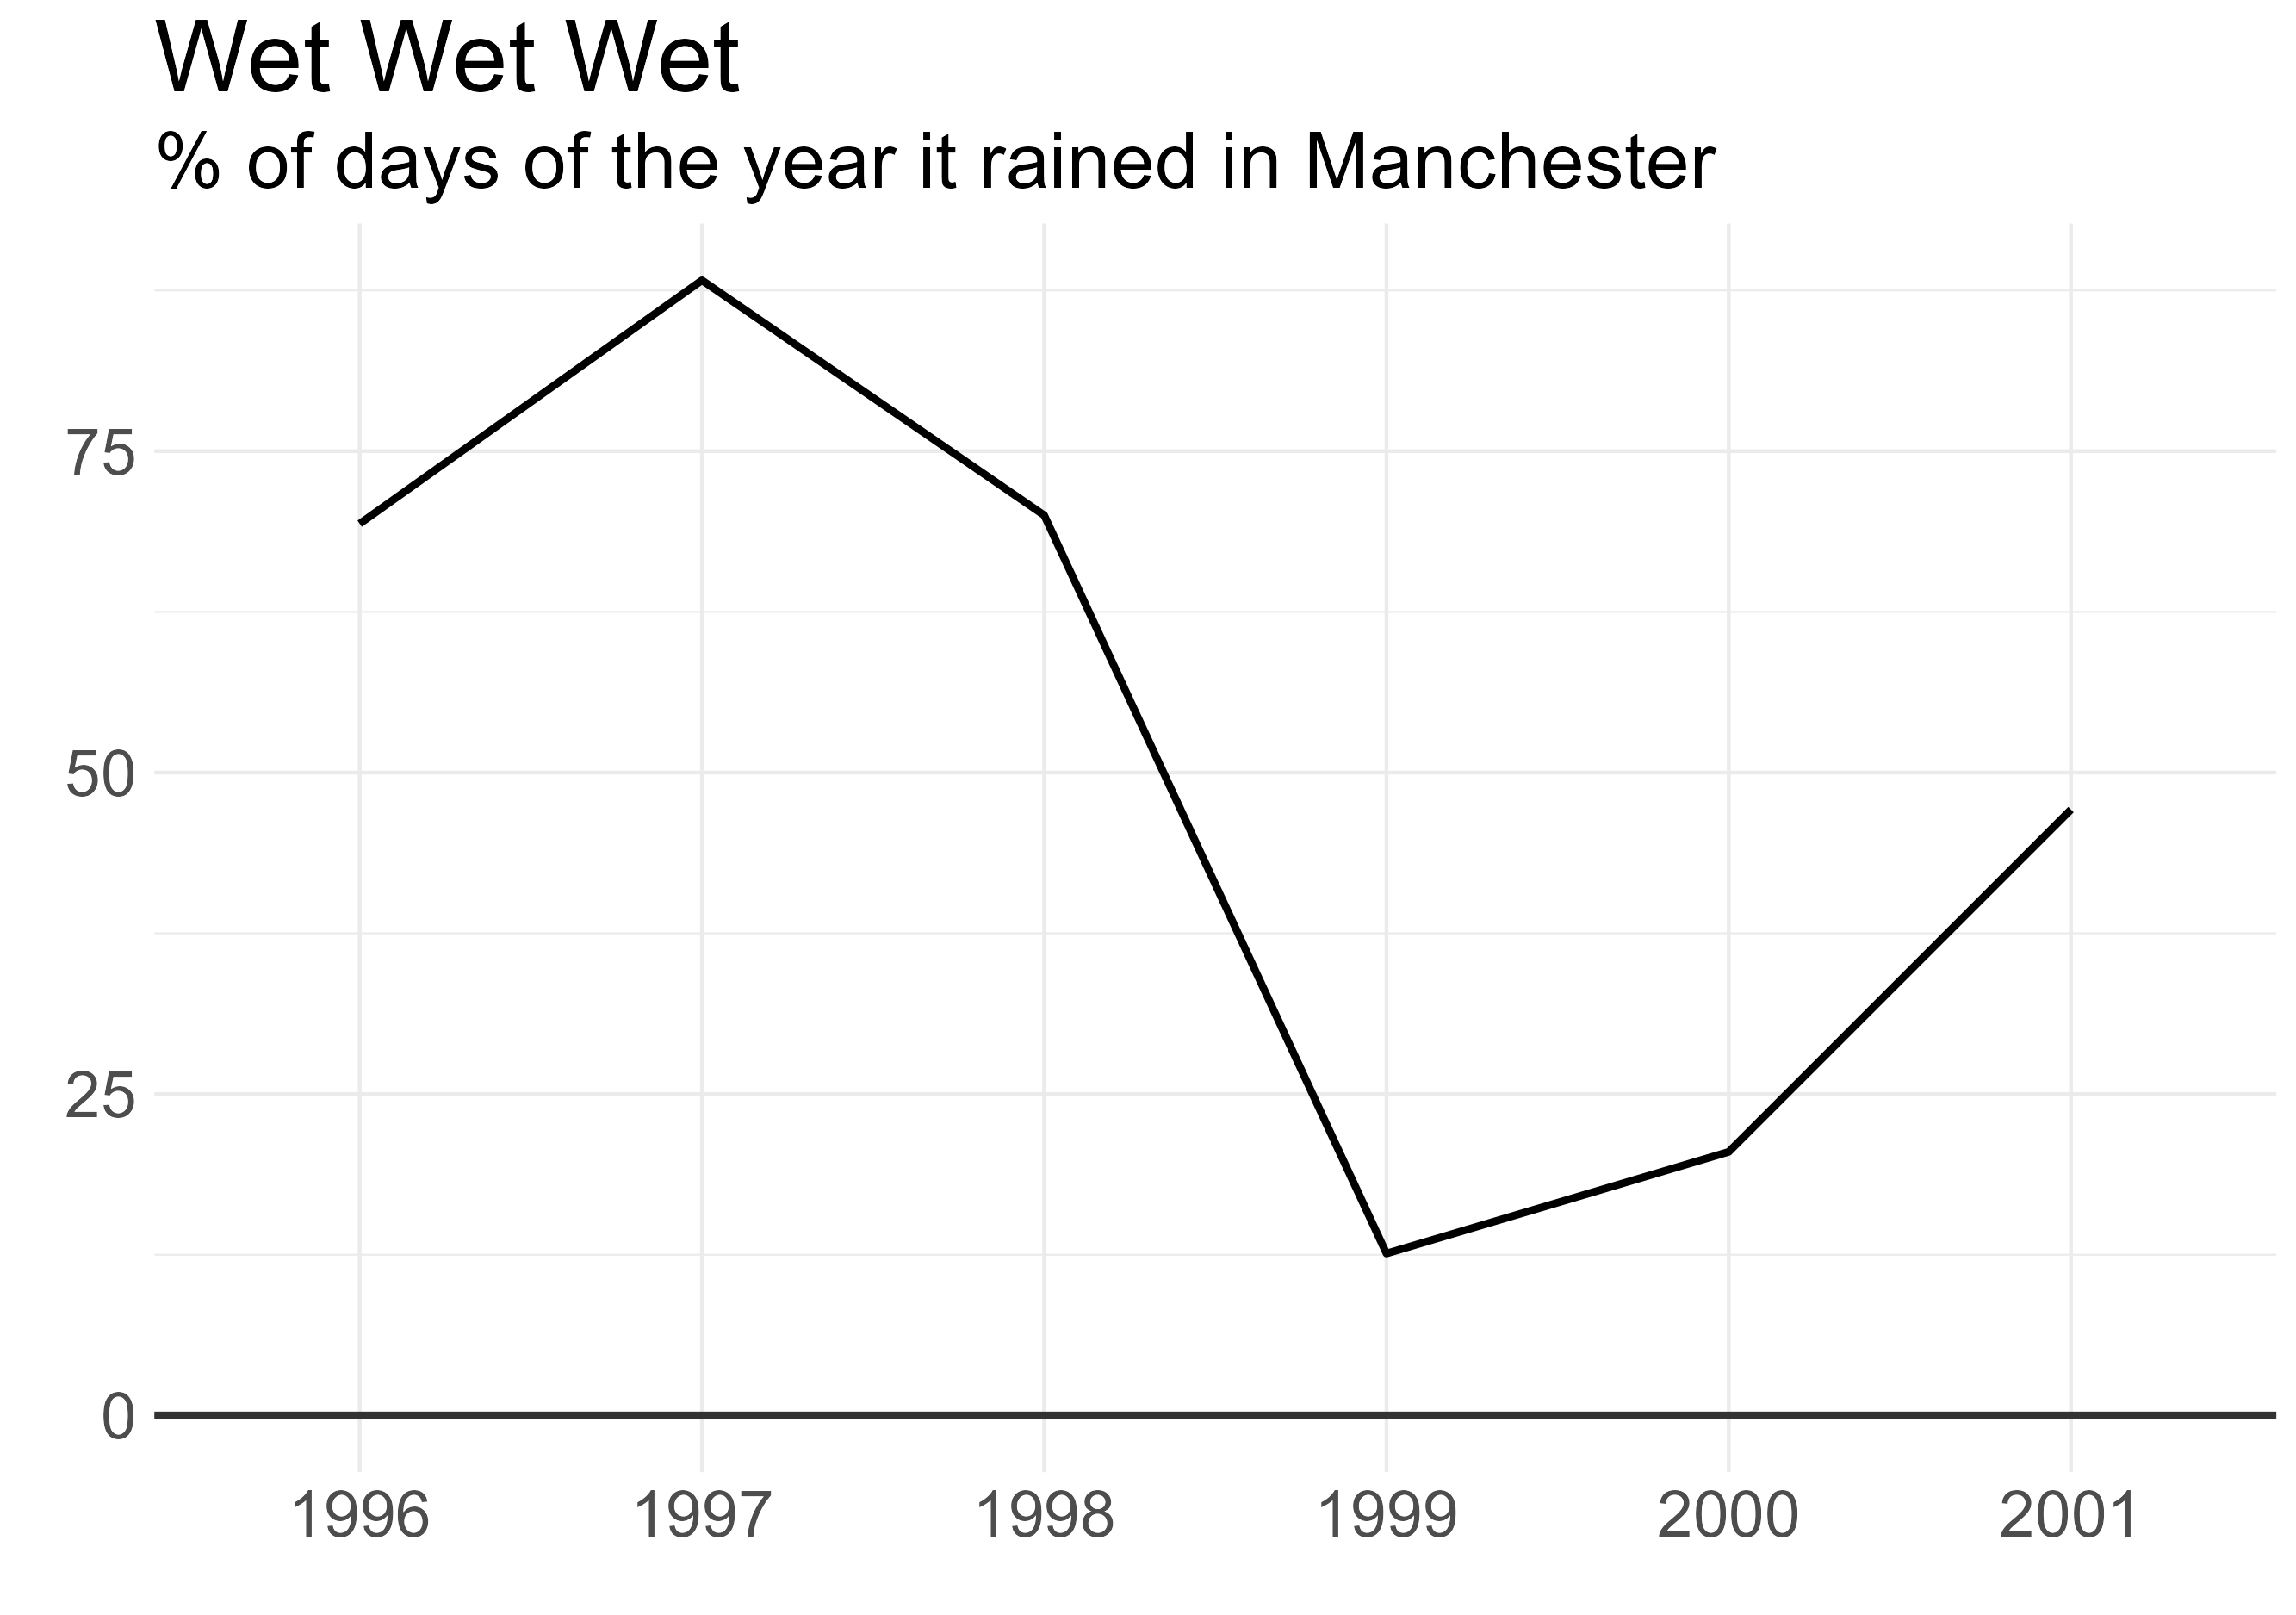 Wet Wet Wet
% of days of the year it rained in Manchester
75
50
25
0
1996 1997 1998 1999 2000 2001